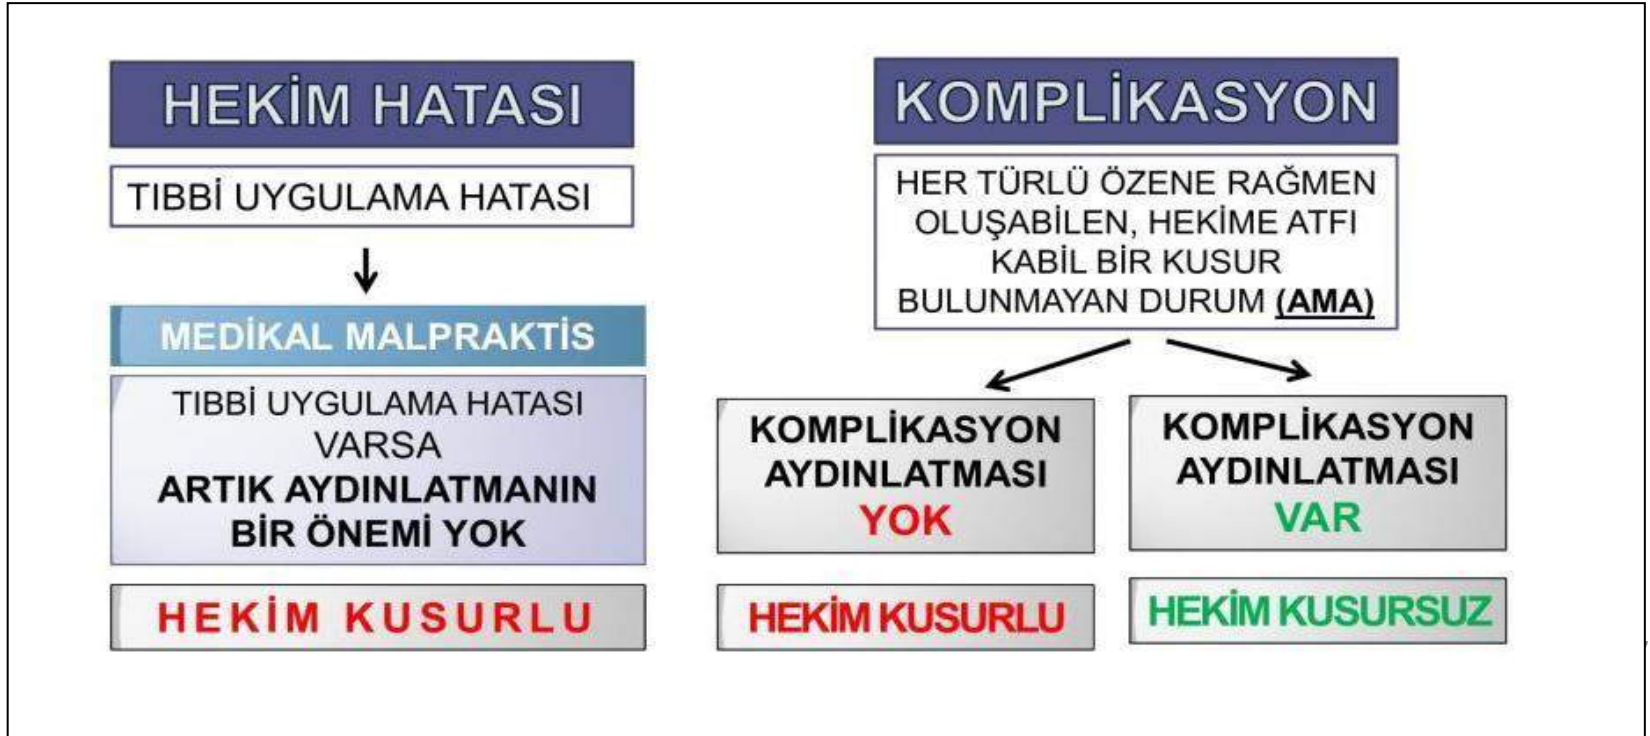 HEKİM HATASI
TIBBİ UYGULAMA HATASI
MEDİKAL MALPRAKTİS
TIBBİ UYGULAMA HATASI
VARSA
ARTIK AYDINLATMANIN
BİR ÖNEMİ YOK
HEKİM KUSURLU
KOMPLİKASYON
HER TÜRLÜ ÖZENE RAĞMEN
OLUŞABİLEN, HEKİME ATFI
KABİL BİR KUSUR
BULUNMAYAN DURUM (AMA)
KOMPLİKASYON
AYDINLATMASI
YOK
HEKİM KUSURLU
KOMPLİKASYON
AYDINLATMASI
VAR
HEKİM KUSURSUZ